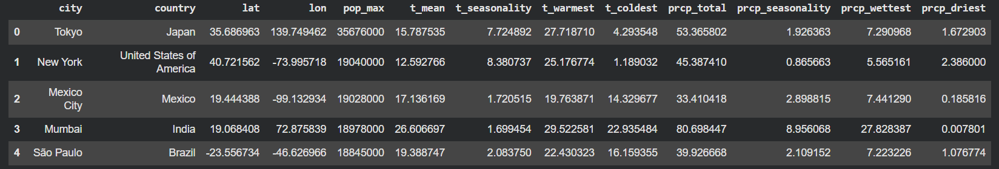 city country lat lon pop_max t_mean t_seasonality t_warmest t_coldest prcp_total prcp_seasonality prcp_wettest prcp_driest
0 Tokyo Japan 35.686963 139.749462 35676000 15.787535 7.724892 27.718710 4.293548 53.365802 1.926363 7.290968 1.672903
1 New York United States of America 40.721562 -73.995718 19040000 12.592766 8.380737 25.176774 1.189032 45.387410 0.865663 5.565161 2.386000
2 Mexico City Mexico 19.444388 -99.132934 19028000 17.136169 1.720515 19.763871 14.329677 33.410418 2.898815 7.441290 0.185816
3 Mumbai India 19.068408 72.875839 18978000 26.606697 1.699454 29.522581 22.935484 80.698447 8.956068 27.828387 0.007801
4 São Paulo Brazil -23.556734 -46.626966 18845000 19.388747 2.083750 22.430323 16.159355 39.926668 2.109152 7.223226 1.076774